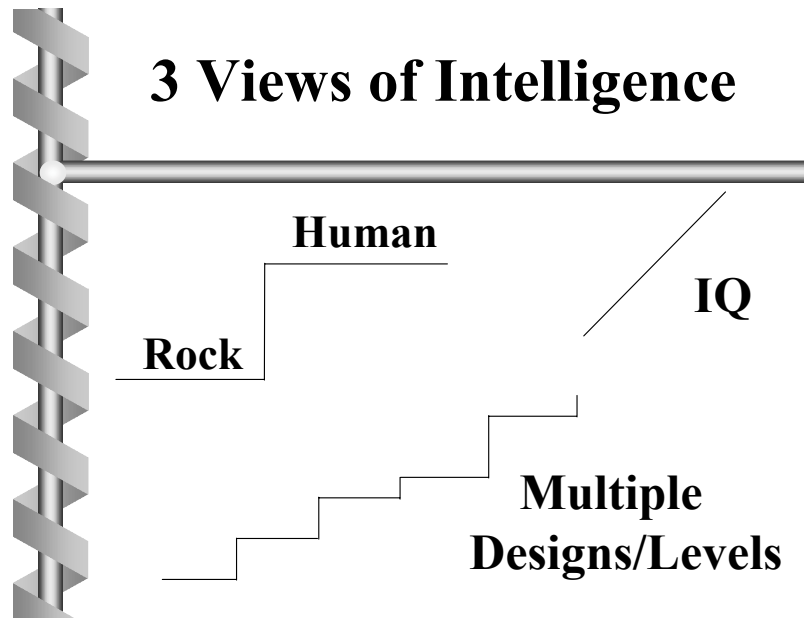 3 Views of Intelligence
Human
IQ
Rock
Multiple
Designs/Levels